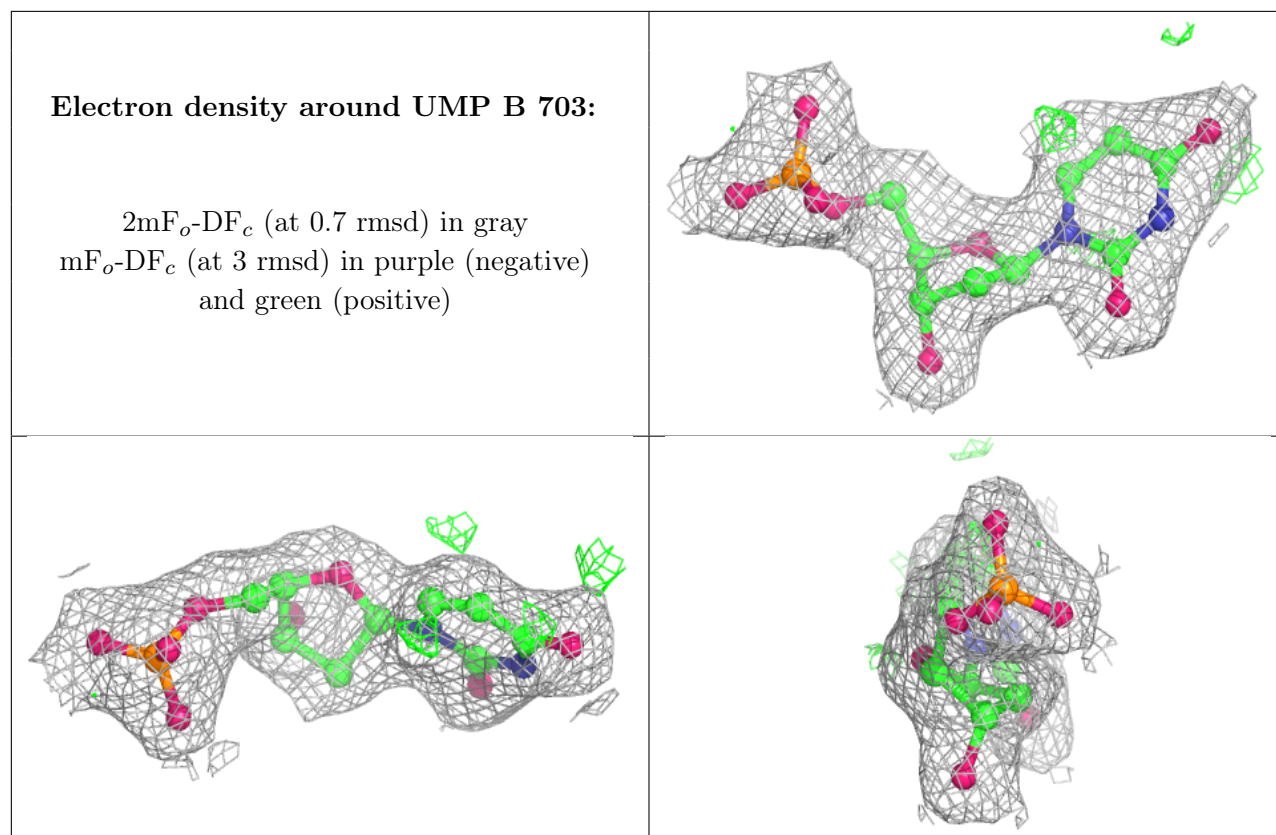 Electron density around UMP B 703:
2mFo-DFc (at 0.7 rmsd) in gray
mFo-DFc (at 3 rmsd) in purple (negative)
and green (positive)